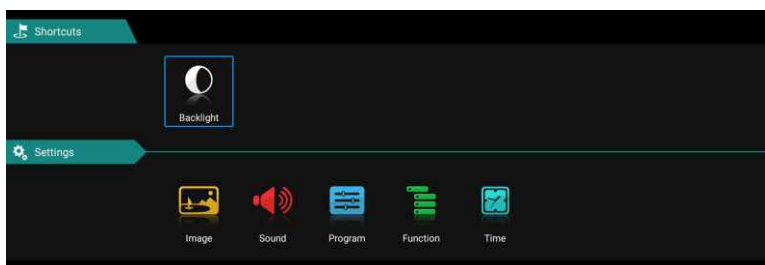 Shortcuts
Backlight
Settings
Image Sound Program Function Time